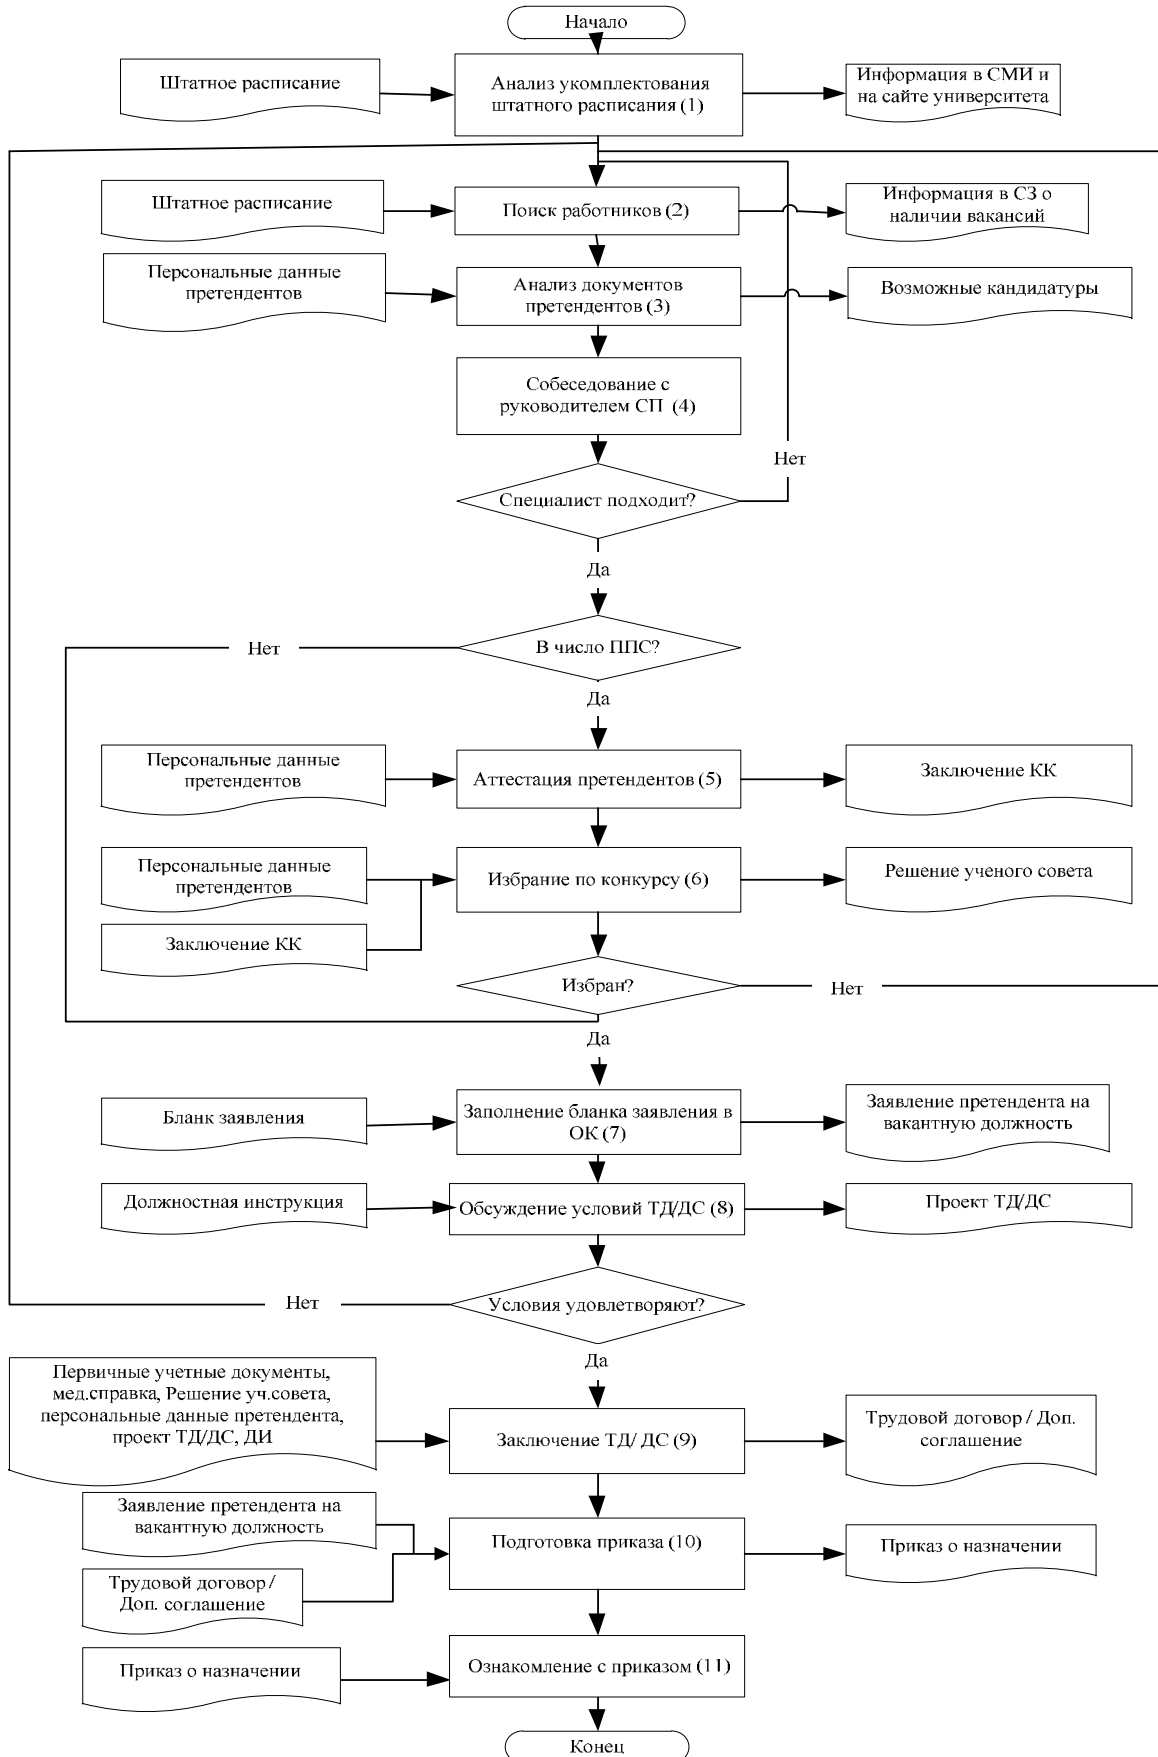 Начало
Штатное расписание
Анализ укомплектования
штатного расписания (1)
Информация в СМИ и
на сайте университета
Штатное расписание
Поиск работников (2)
Информация в СЗ о
наличии вакансий
Персональные данные
претендентов
Анализ документов
претендентов (3)
Возможные кандидатуры
Собеседование с
руководителем СП (4)
Нет
Специалист подходит?
Да
Нет
В число ППС?
Да
Персональные данные
претендентов
Аттестация претендентов (5)
Заключение КК
Персональные данные
претендентов
Избрание по конкурсу (6)
Решение ученого совета
Заключение КК
Избран?
Нет
Да
Бланк заявления
Заполнение бланка заявления в
ОК (7)
Заявление претендента на
вакантную должность
Должностная инструкция
Обсуждение условий ТД/ДС (8)
Проект ТД/ДС
Нет
Условия удовлетворяют?
Да
Первичные учетные документы,
мед.справка, Решение уч.совета,
персональные данные претендента,
проект ТД/ДС, ДИ
Заключение ТД/ ДС (9)
Трудовой договор / Доп.
соглашение
Заявление претендента на
вакантную должность
Подготовка приказа (10)
Приказ о назначении
Трудовой договор /
Доп. соглашение
Приказ о назначении
Ознакомление с приказом (11)
Конец